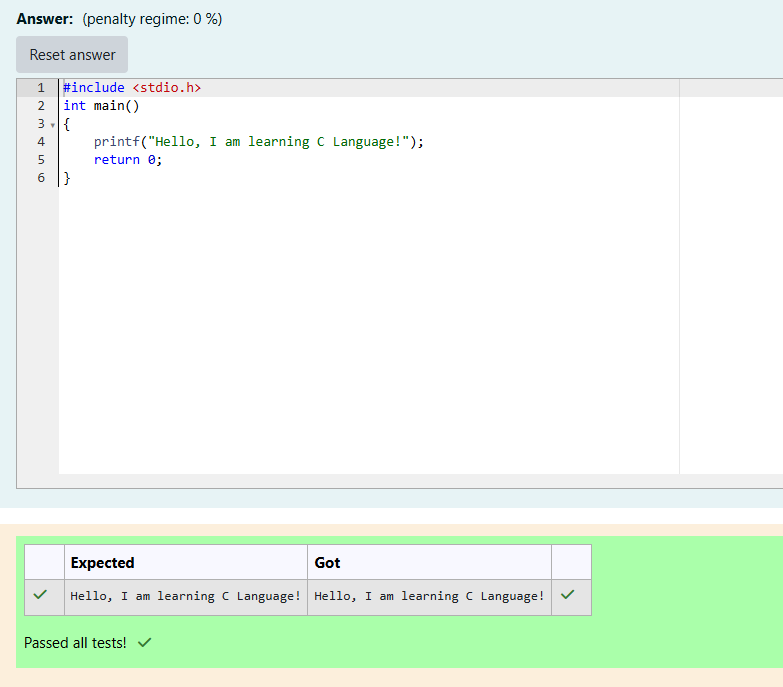 Answer: (penalty regime: 0 %)
Reset answer
1 #include <stdio.h>
2 int main()
3 {
4     printf("Hello, I am learning C Language!");
5     return 0;
6 }
Expected Got
Hello, I am learning C Language! Hello, I am learning C Language!
Passed all tests!